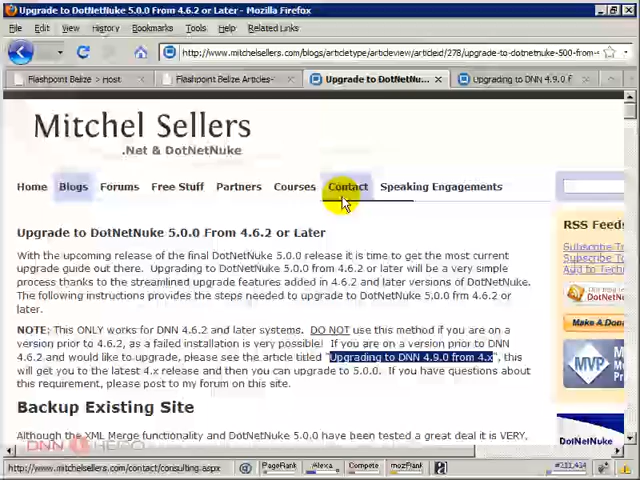 Upgrade to DotNetNuke 5.0.0 From 4.6.2 or Later - Mozilla Firefox
File Edit View History Bookmarks Tools Help Related Links
http://www.mitchelsellers.com/blogs/articletype/articleview/articleid/278/upgrade-to-dotnetnuke-500-from-
Flashpoint Belize > Host
Flashpoint Belize Articles-
Upgrade to DotNetNu...
Upgrading to DNN 4.9.0 f
Mitchel Sellers
.Net & DotNetNuke
Home Blogs Forums Free Stuff Partners Courses Contact Speaking Engagements
Upgrade to DotNetNuke 5.0.0 From 4.6.2 or Later
With the upcoming release of the final DotNetNuke 5.0.0 release it is time to get the most current
upgrade guide out there. Upgrading to DotNetNuke 5.0.0 from 4.6.2 or later will be a very simple
process thanks to the streamlined upgrade features added in 4.6.2 and later versions of DotNetNuke.
The following instructions provides the steps needed to upgrade to DotNetNuke 5.0.0 from 4.6.2 or
later.
NOTE: This ONLY works for DNN 4.6.2 and later systems. DO NOT use this method if you are on a
version prior to 4.6.2, as a failed installation is very possible! If you are on a version prior to DNN
4.6.2 and would like to upgrade, please see the article titled "Upgrading to DNN 4.9.0 from 4.x", this
will get you to the latest 4.x release and then you can upgrade to 5.0.0. If you have questions about
this requirement, please post to my forum on this site.
Backup Existing Site
Although the XML Merge functionality and DotNetNuke 5.0.0 have been tested a great deal it is VERY,
RSS Feeds
Subscribe
Subscribe
Add to Techn
DotNet
Make A Don
MVP
Most
Pro
DotNetNuke
DNN HERO
http://www.mitchelsellers.com/contact/consulting.aspx
PageRank Alexa Compete mozRank #211,434